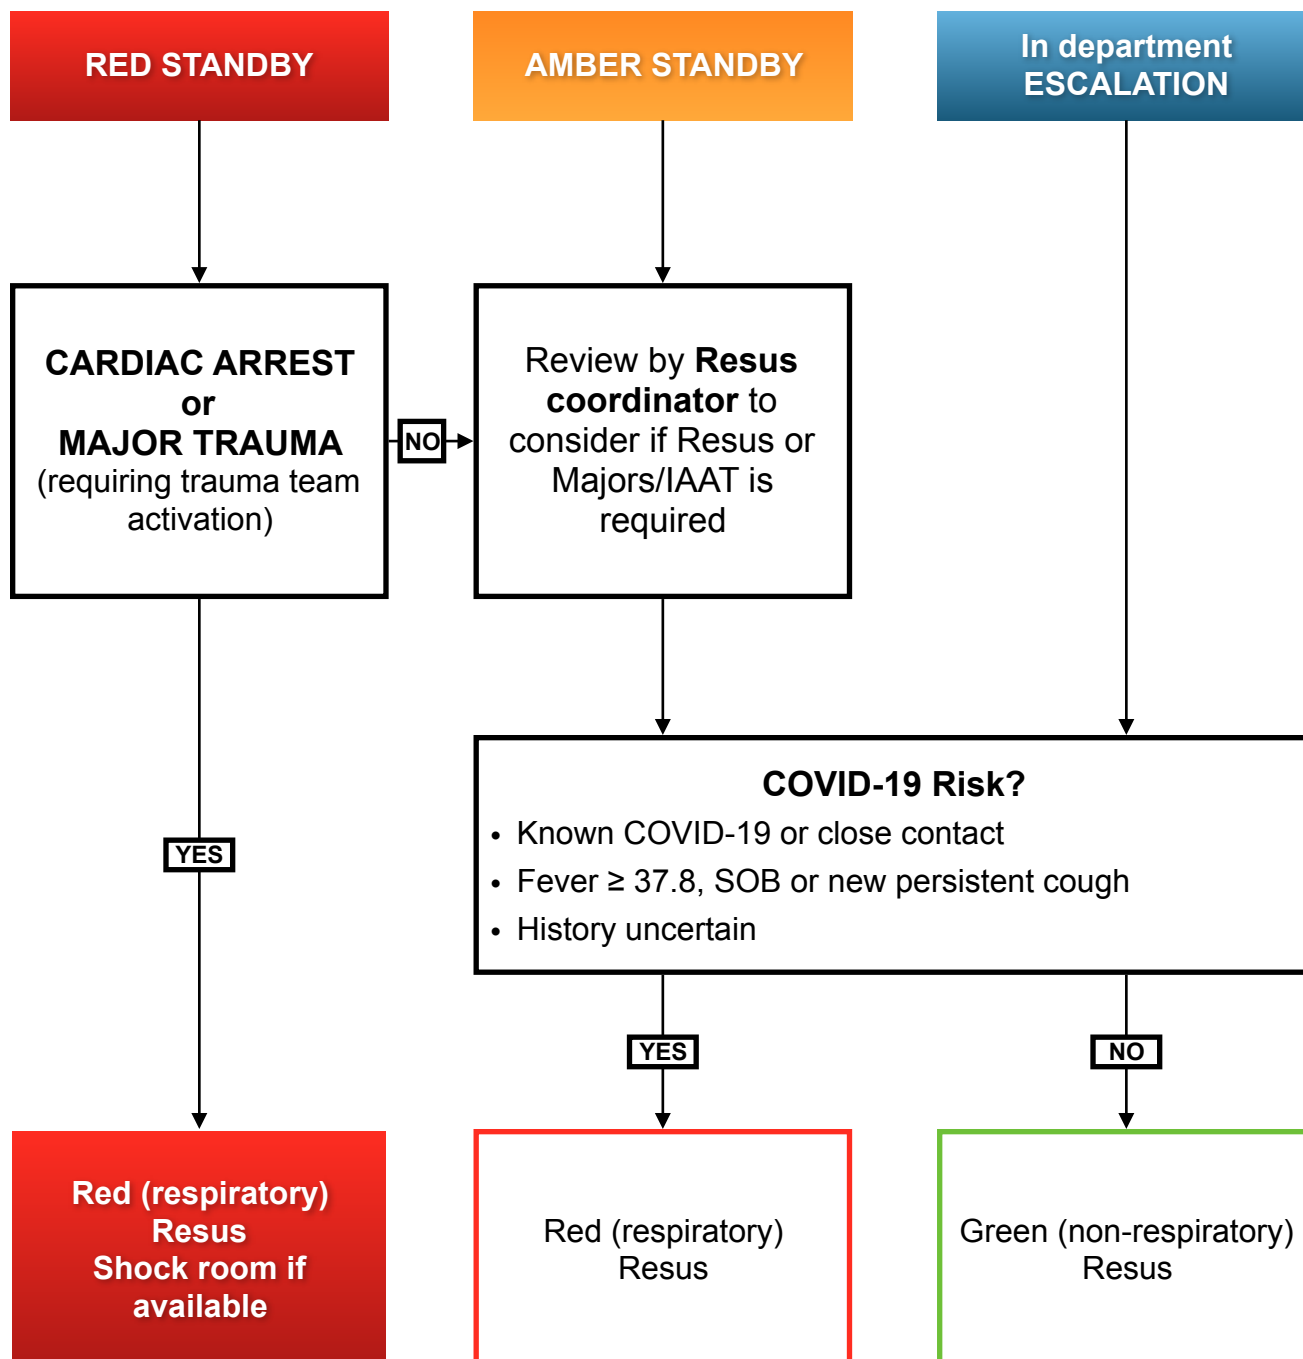 RED STANDBY
AMBER STANDBY
In department
ESCALATION
CARDIAC ARREST
or
MAJOR TRAUMA
(requiring trauma team
activation)
NO
Review by Resus
coordinator to
consider if Resus or
Majors/IAAT is
required
COVID-19 Risk?
• Known COVID-19 or close contact
• Fever ≥ 37.8, SOB or new persistent cough
• History uncertain
YES
YES
NO
Red (respiratory)
Resus
Shock room if
available
Red (respiratory)
Resus
Green (non-respiratory)
Resus